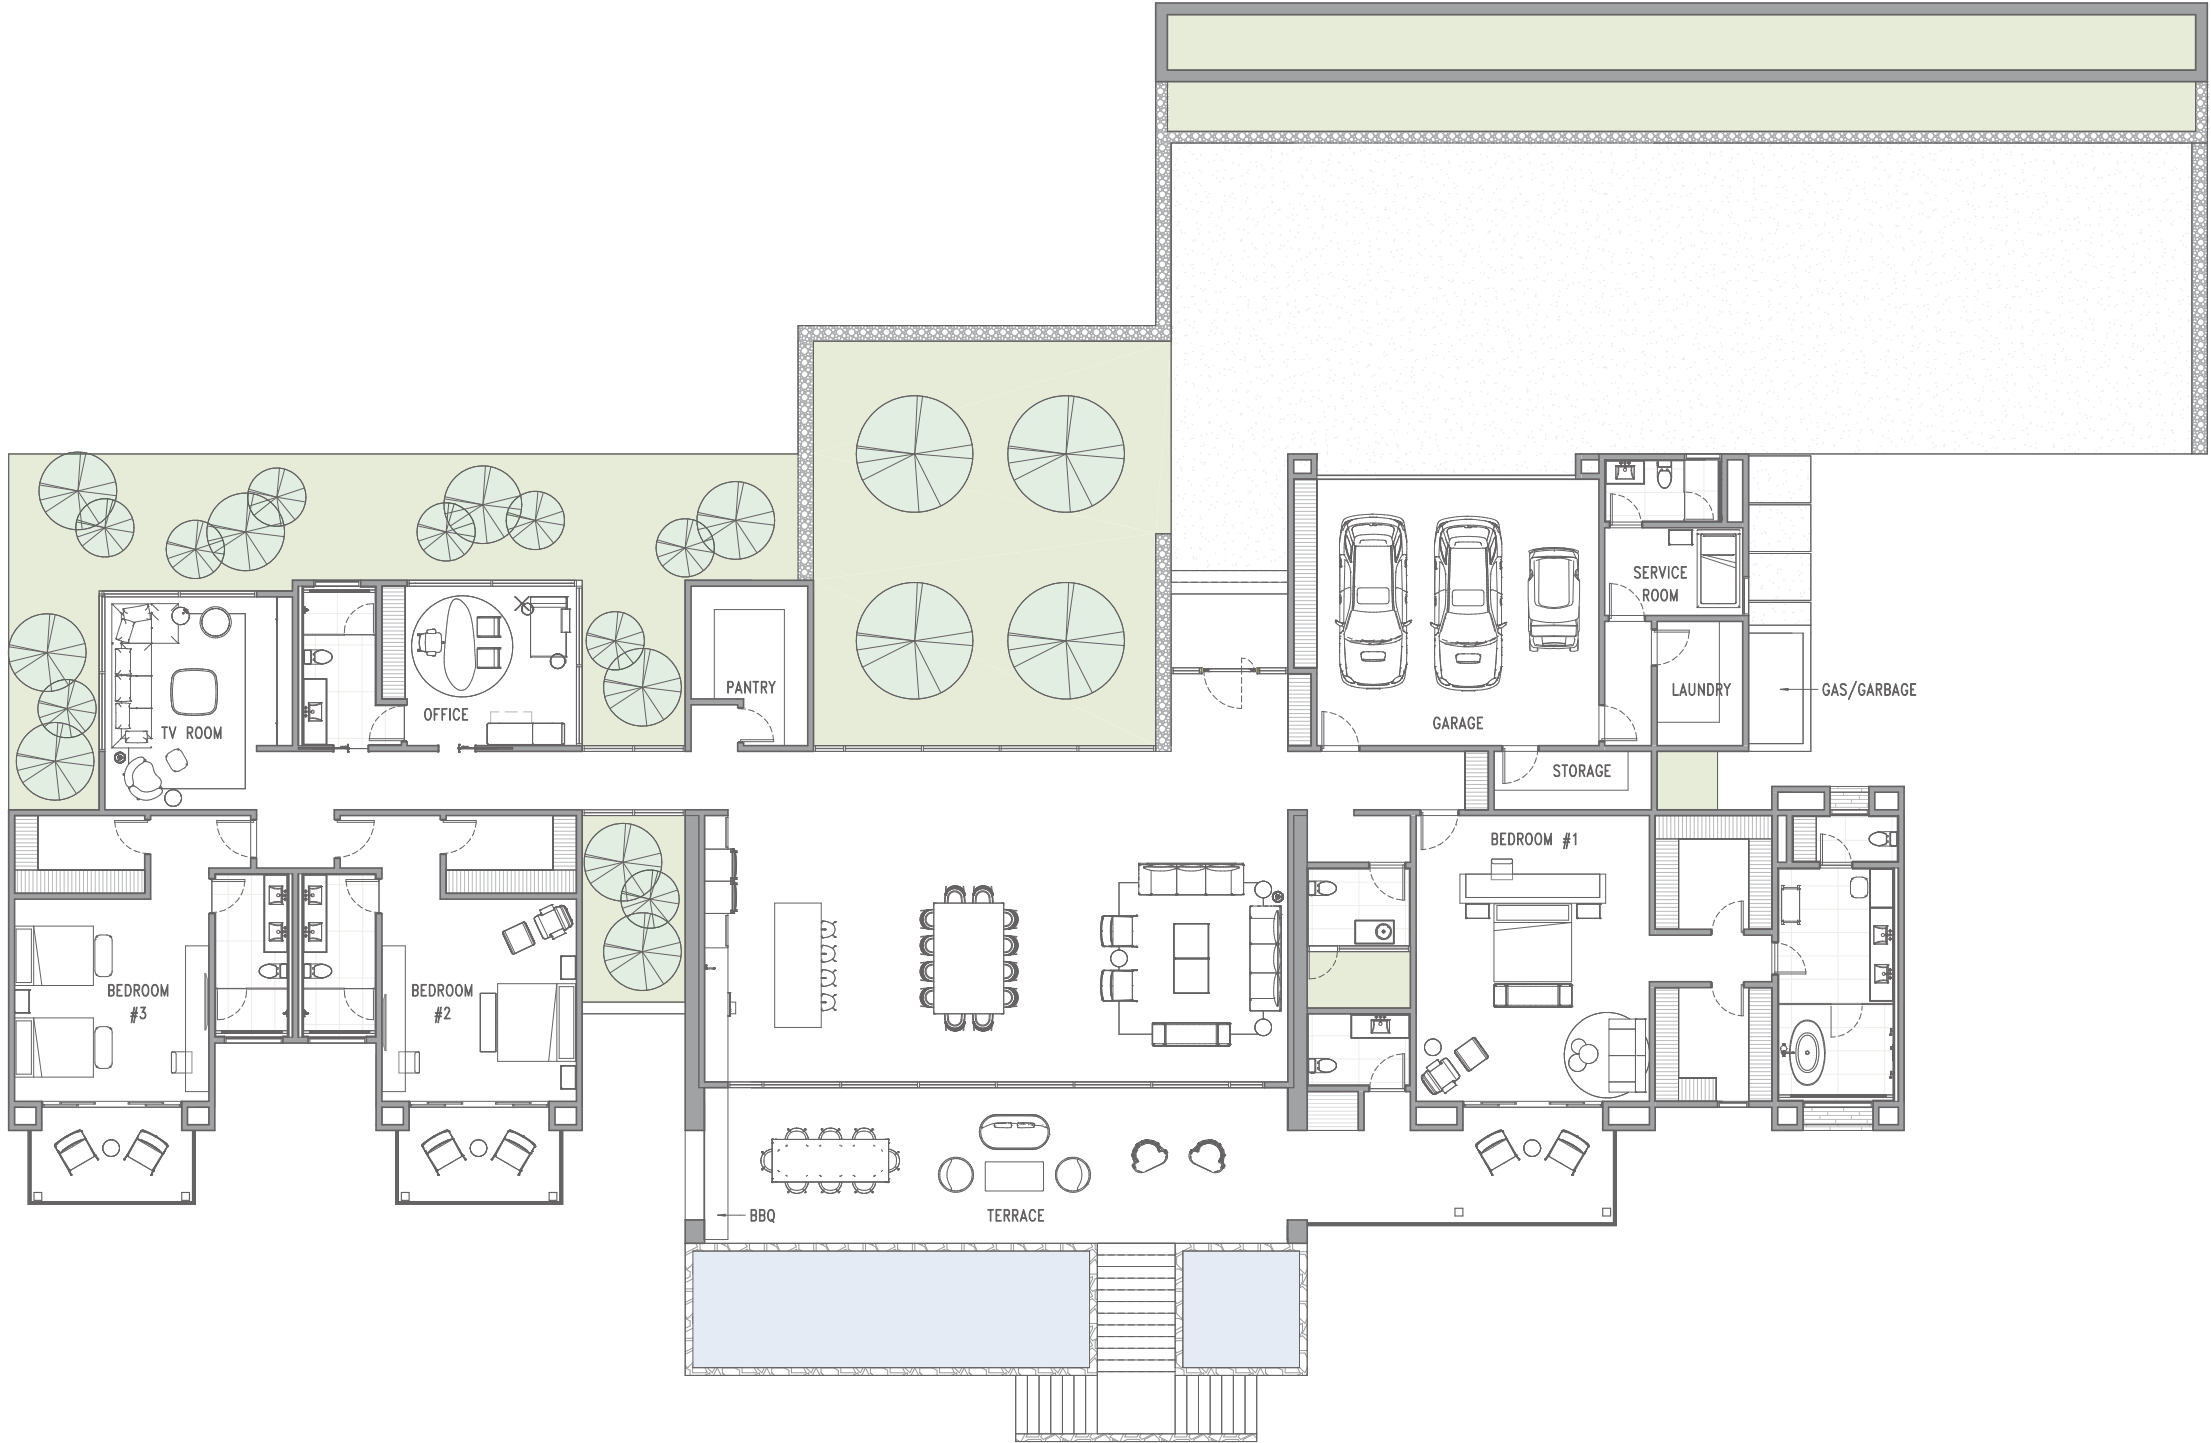 SERVICE
ROOM
PANTRY
LAUNDRY
GAS/GARBAGE
OFFICE
GARAGE
TV ROOM
STORAGE
BEDROOM #1
BEDROOM
#3
BEDROOM
#2
BBQ
TERRACE